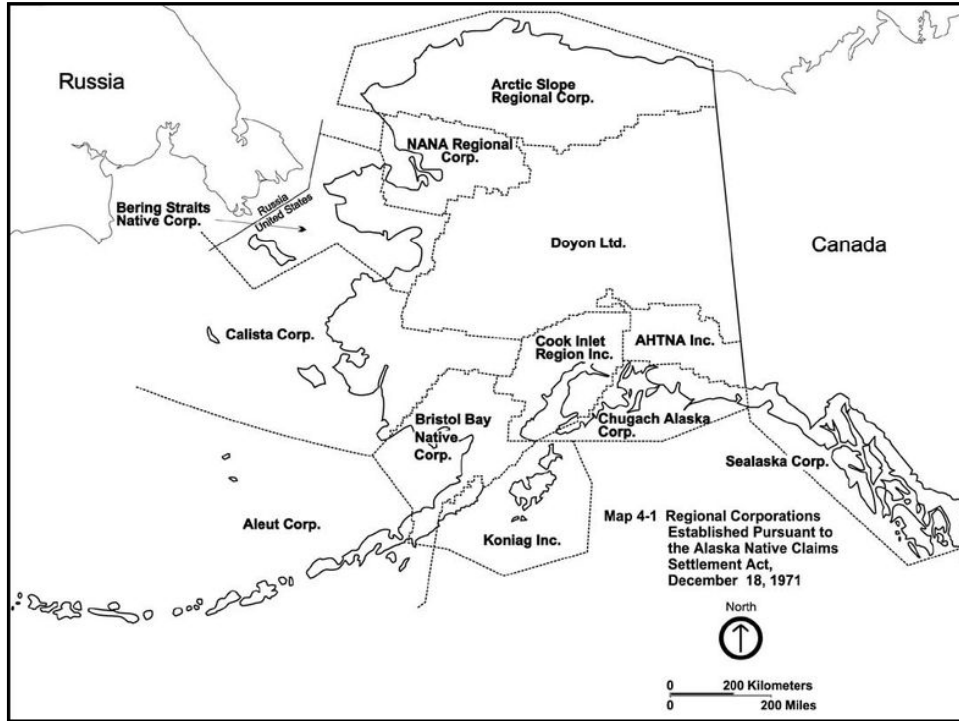 Russia
Arctic Slope
Regional Corp.
NANA Regional
Corp.
Bering Straits
Native Corp.
Russia
United States
Doyon Ltd.
Canada
Calista Corp.
Cook Inlet
Region Inc.
AHTNA Inc.
Bristol Bay
Native
Corp.
Chugach Alaska
Corp.
Sealaska Corp.
Aleut Corp.
Koniag Inc.
Map 4-1 Regional Corporations
Established Pursuant to
the Alaska Native Claims
Settlement Act,
December 18, 1971
North
0 200 Kilometers
0 200 Miles